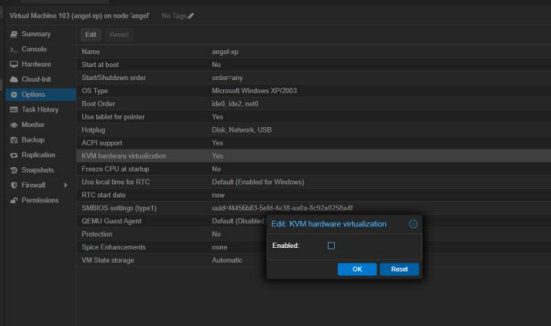 Virtual Machine 103 (angel-xp) on node 'angel' No Tags
Summary
Console
Hardware
Cloud-Init
Options
Task History
Monitor
Backup
Replication
Snapshots
Firewall
Permissions
Edit Revert
Name angel-xp
Start at boot No
Start/Shutdown order order=any
OS Type Microsoft Windows XP/2003
Boot Order ide0, ide2, net0
Use tablet for pointer Yes
Hotplug Disk, Network, USB
ACPI support Yes
KVM hardware virtualization Yes
Freeze CPU at startup No
Use local time for RTC Default (Enabled for Windows)
RTC start date now
SMBIOS settings (type1)
QEMU Guest Agent Default (Disabled
Protection No
Spice Enhancements none
VM State storage Automatic
Edit: KVM hardware virtualization
Enabled:
OK Reset